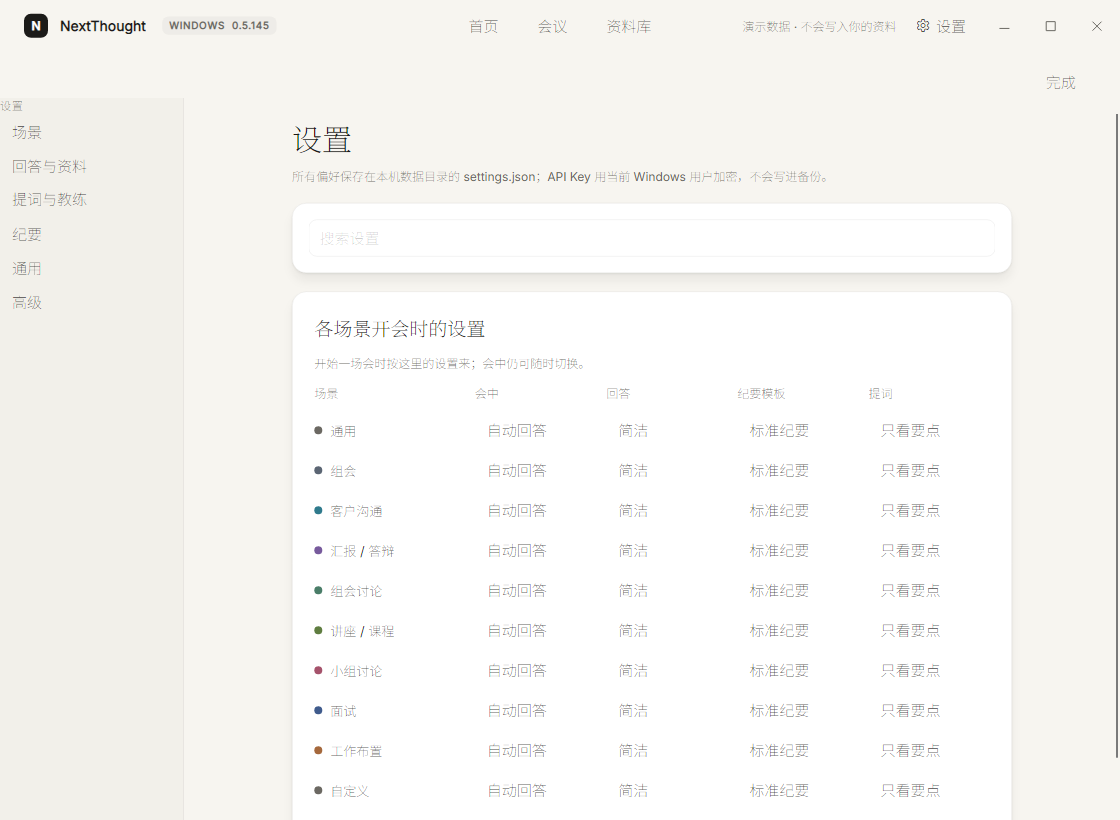 N NextThought WINDOWS 0.5.145 首页 会议 资料库 演示数据 · 不会写入你的资料 设置
完成
设置
场景
回答与资料
提词与教练
纪要
通用
高级
设置
所有偏好保存在本机数据目录的 settings.json；API Key 用当前 Windows 用户加密，不会写进备份。
搜索设置
各场景开会时的设置
开始一场会时按这里的设置来；会中仍可随时切换。
场景 会中 回答 纪要模板 提词
通用 自动回答 简洁 标准纪要 只看要点
组会 自动回答 简洁 标准纪要 只看要点
客户沟通 自动回答 简洁 标准纪要 只看要点
汇报 / 答辩 自动回答 简洁 标准纪要 只看要点
组会讨论 自动回答 简洁 标准纪要 只看要点
讲座 / 课程 自动回答 简洁 标准纪要 只看要点
小组讨论 自动回答 简洁 标准纪要 只看要点
面试 自动回答 简洁 标准纪要 只看要点
工作布置 自动回答 简洁 标准纪要 只看要点
自定义 自动回答 简洁 标准纪要 只看要点